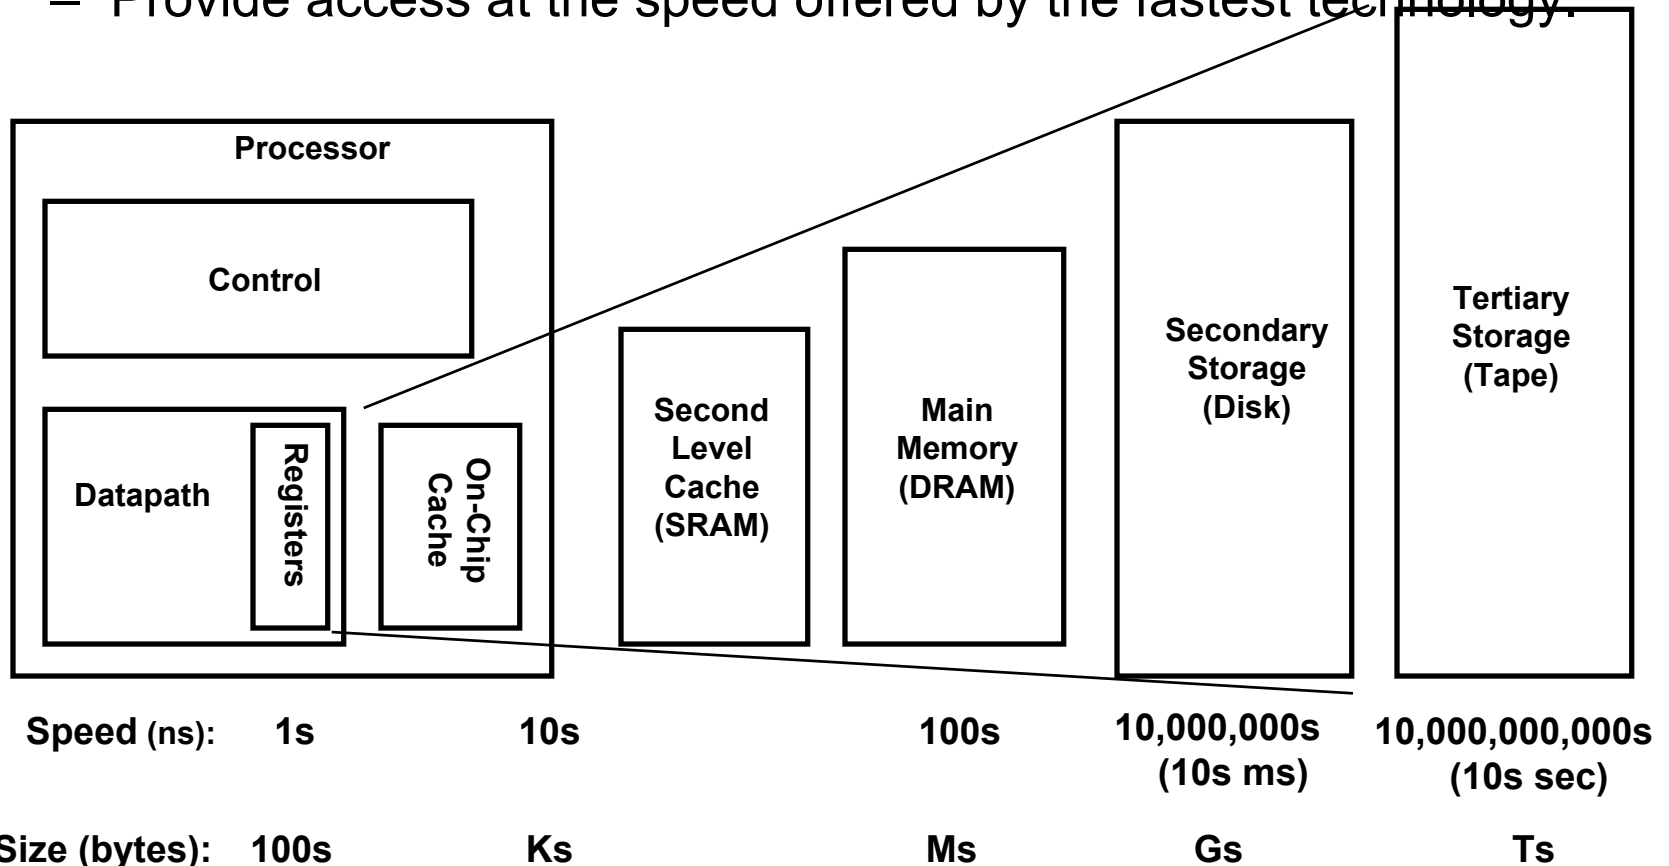 – Provide access at the speed offered by the fastest technology.
Processor
Control
Datapath
Registers
On-Chip
Cache
Second
Level
Cache
(SRAM)
Main
Memory
(DRAM)
Secondary
Storage
(Disk)
Tertiary
Storage
(Tape)
Speed (ns): 1s 10s 100s 10,000,000s 10,000,000,000s
(10s ms) (10s sec)
Size (bytes): 100s Ks Ms Gs Ts